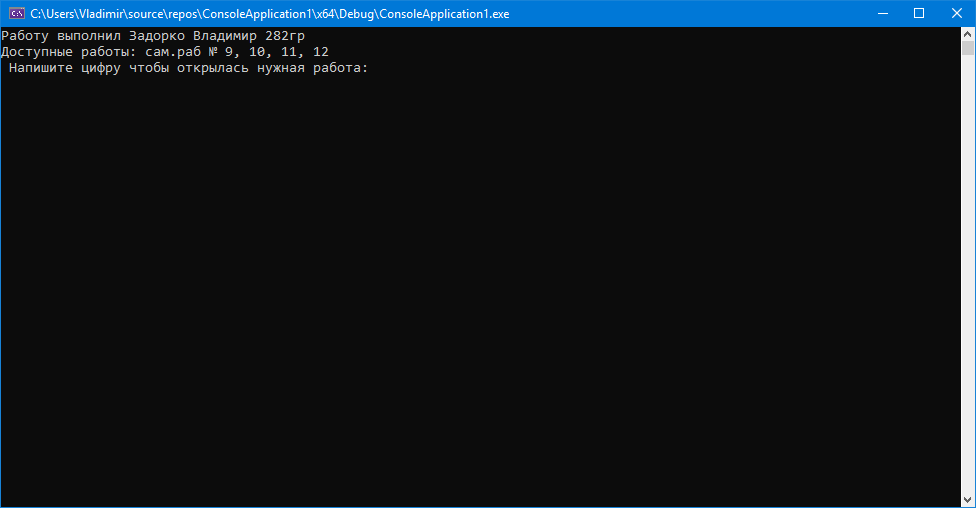 C:\Users\Vladimir\source\repos\ConsoleApplication1\x64\Debug\ConsoleApplication1.exe
Работу выполнил Задорко Владимир 282гр
Доступные работы: сам.раб № 9, 10, 11, 12
Напишите цифру чтобы открылась нужная работа: